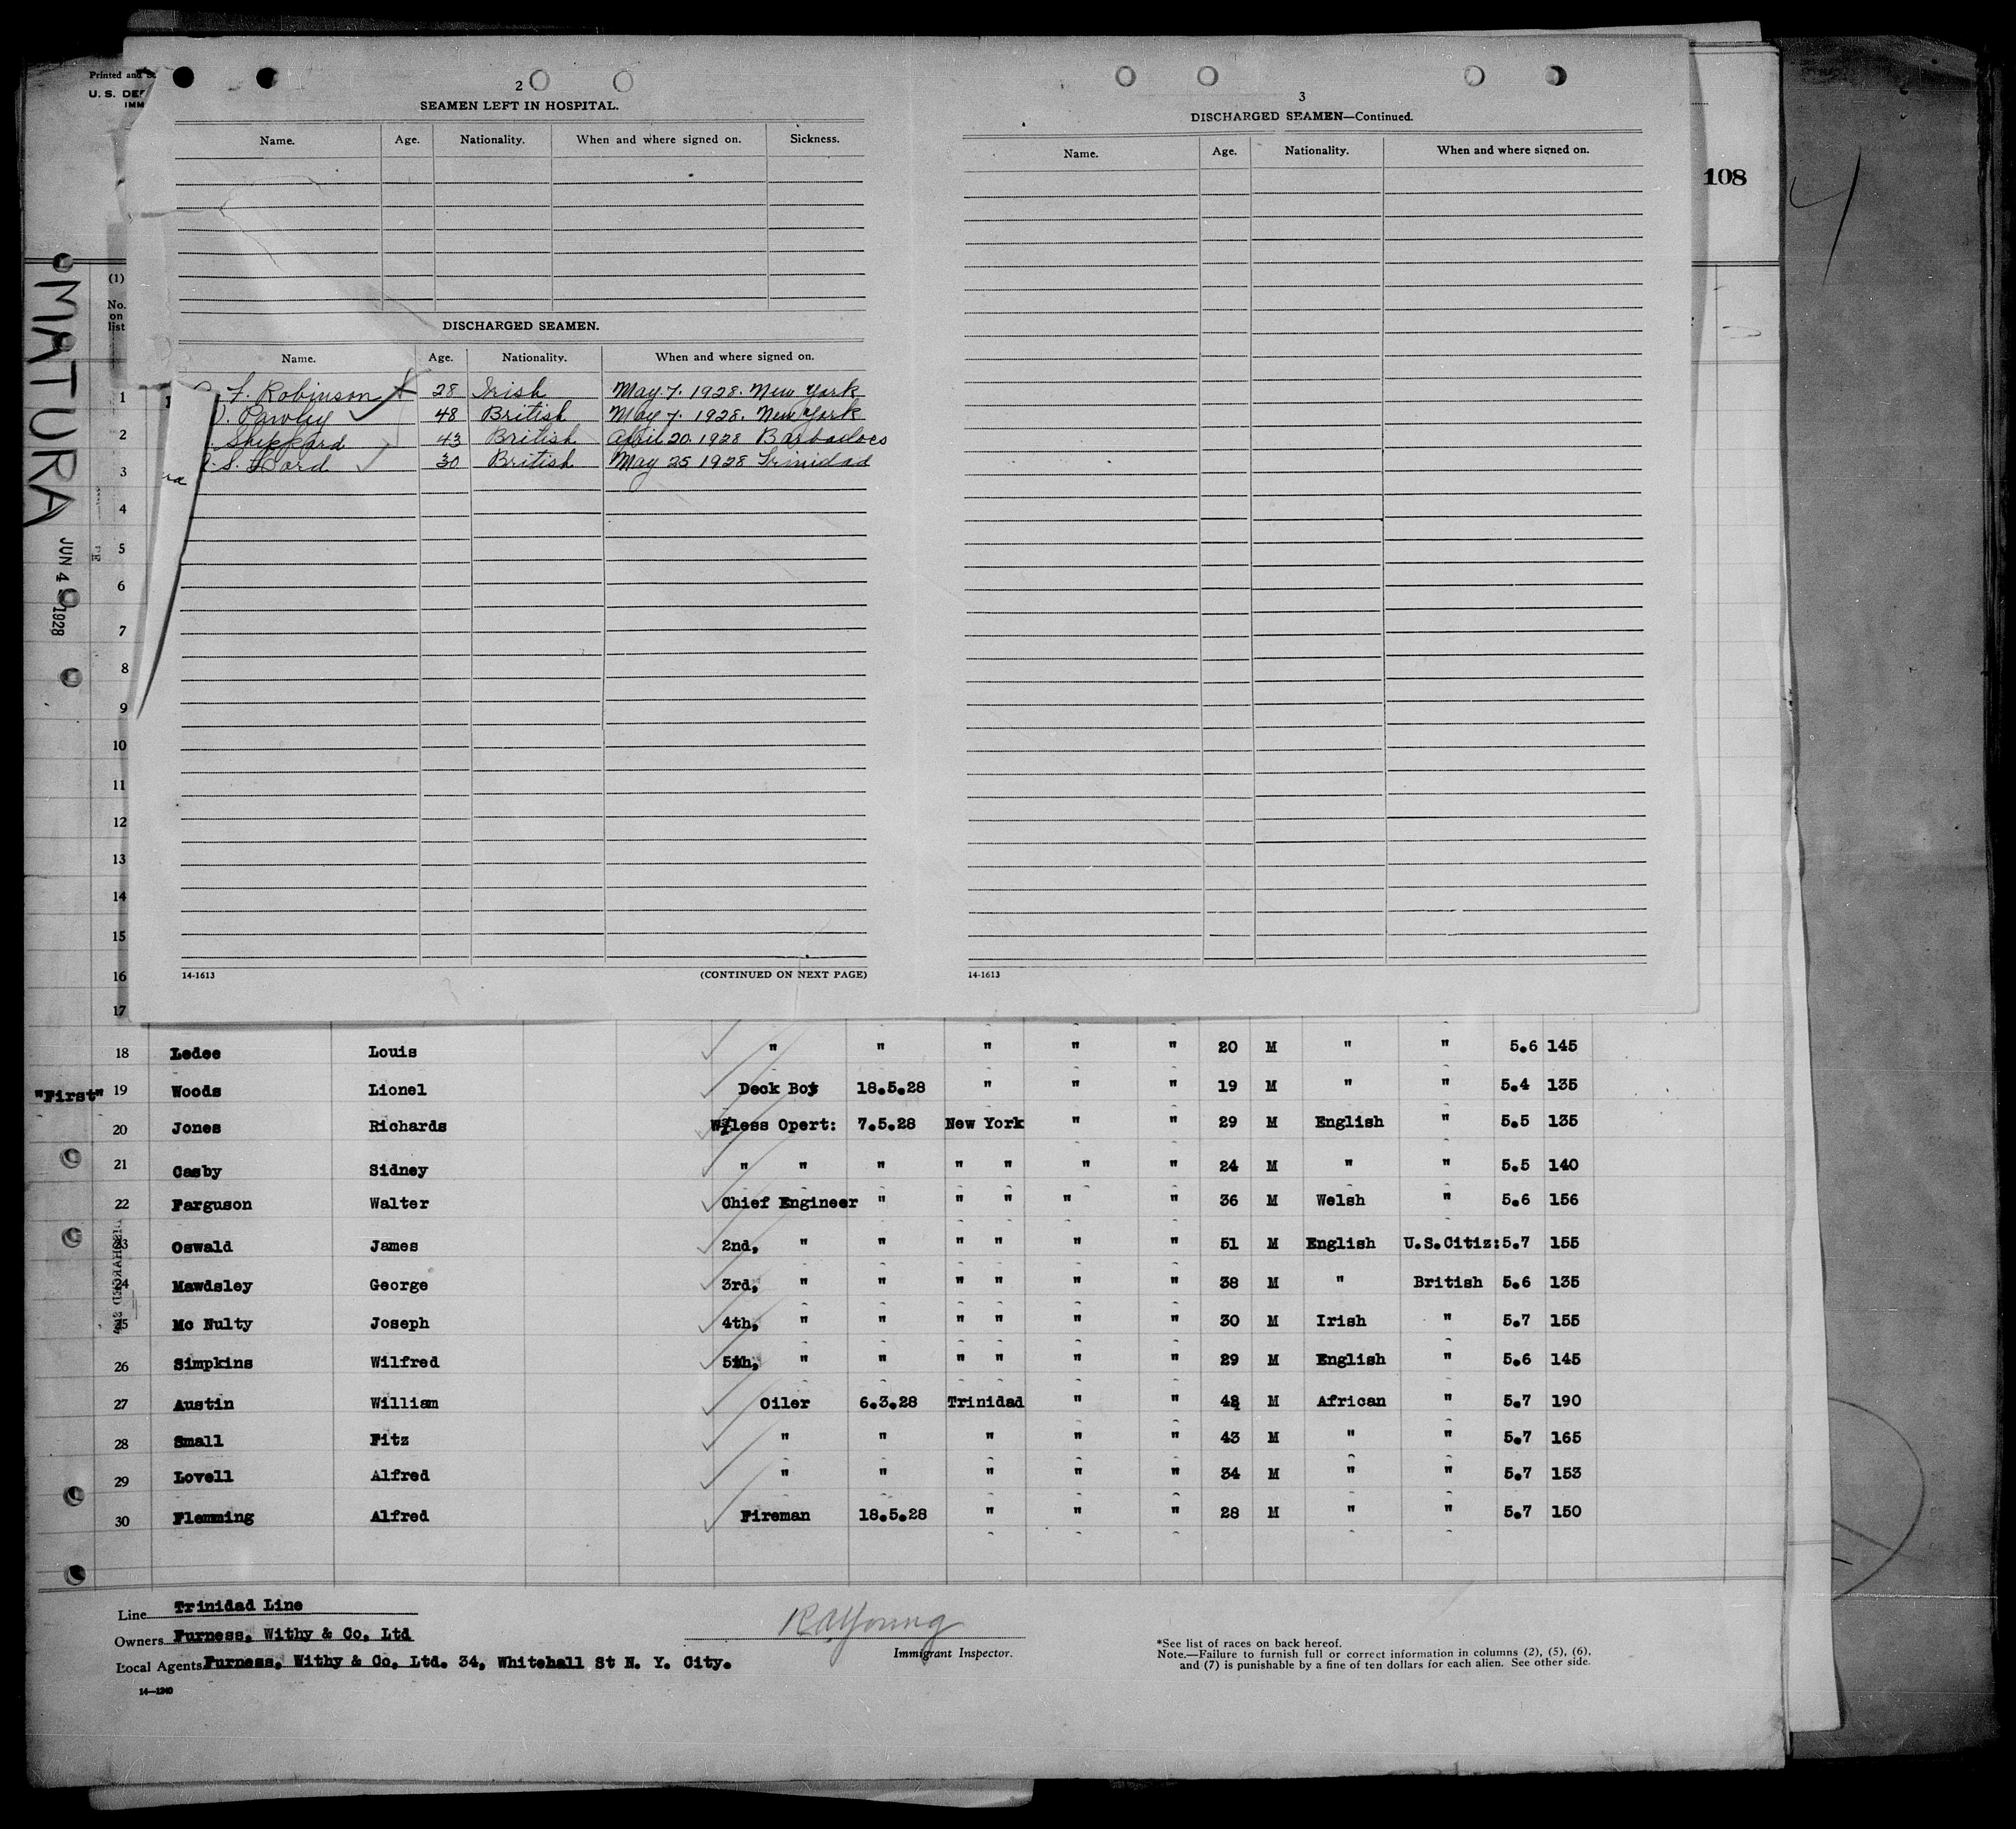 Printed and
U. S. DEP
IMM
2
SEAMEN LEFT IN HOSPITAL.
Name. Age. Nationality. When and where signed on. Sickness.
DISCHARGED SEAMEN.
Name. Age. Nationality. When and where signed on.
F. Robinson 28 Irish May. 7. 1928. New York
Pawley 48 British May 7. 1928. New York
Sheppard 43 British April 20. 1928 Barbadoes
S. Ward 30 British May 25 1928 Trinidad
14-1613 (CONTINUED ON NEXT PAGE)
3
DISCHARGED SEAMEN—Continued.
Name. Age. Nationality. When and where signed on.
14-1613
108
MATURA
JUN 4 1928
(1)
No.
on
list
1
2
3
4
5
6
7
8
9
10
11
12
13
14
15
16
17
18 Ledee Louis " " " " " 20 M " " 5.6 145
"First" 19 Woods Lionel Deck Boy 18.5.28 " " " 19 M " " 5.4 135
20 Jones Richards W/less Opert: 7.5.28 New York " " 29 M English " 5.5 135
21 Casby Sidney " " " " " " " 24 M " " 5.5 140
22 Farguson Walter Chief Engineer " " " " " 36 M Welsh " 5.6 156
23 Oswald James 2nd, " " " " " " 51 M English U.S.Citiz: 5.7 155
24 Mawdsley George 3rd, " " " " " " 38 M " British 5.6 135
25 Mc Nulty Joseph 4th, " " " " " " 30 M Irish " 5.7 155
26 Simpkins Wilfred 5th, " " " " " " 29 M English " 5.6 145
27 Austin William Oiler 6.3.28 Trinidad " " 48 M African " 5.7 190
28 Small Fitz " " " " " 43 M " " 5.7 165
29 Lovell Alfred " " " " " 34 M " " 5.7 153
30 Flemming Alfred Fireman 18.5.28 " " " 28 M " " 5.7 150
Line Trinidad Line
Owners Furness, Withy & Co, Ltd
Local Agents Furness, Withy & Co, Ltd. 34, Whitehall St N. Y. City.
14—1240
R A Young
Immigrant Inspector.
*See list of races on back hereof.
Note.—Failure to furnish full or correct information in columns (2), (5), (6),
and (7) is punishable by a fine of ten dollars for each alien. See other side.